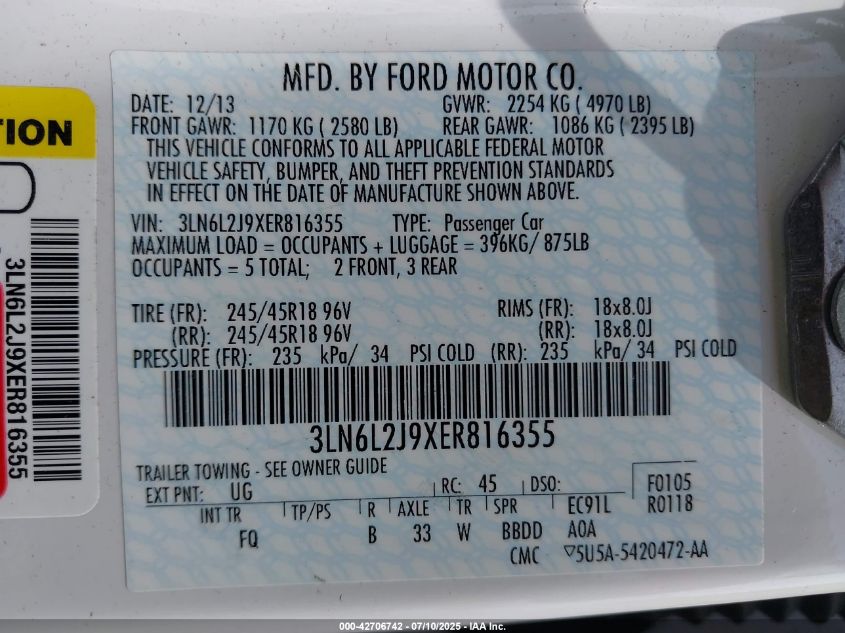 MFD. BY FORD MOTOR CO.
DATE: 12/13 GVWR: 2254 KG ( 4970 LB)
FRONT GAWR: 1170 KG ( 2580 LB) REAR GAWR: 1086 KG ( 2395 LB)
THIS VEHICLE CONFORMS TO ALL APPLICABLE FEDERAL MOTOR
VEHICLE SAFETY, BUMPER, AND THEFT PREVENTION STANDARDS
IN EFFECT ON THE DATE OF MANUFACTURE SHOWN ABOVE.
VIN: 3LN6L2J9XER816355 TYPE: Passenger Car
MAXIMUM LOAD = OCCUPANTS + LUGGAGE = 396KG/ 875LB
OCCUPANTS = 5 TOTAL; 2 FRONT, 3 REAR
TIRE (FR): 245/45R18 96V RIMS (FR): 18x8.0J
(RR): 245/45R18 96V (RR): 18x8.0J
PRESSURE (FR): 235 kPa/ 34 PSI COLD (RR): 235 kPa/ 34 PSI COLD
3LN6L2J9XER816355
TRAILER TOWING - SEE OWNER GUIDE
EXT PNT: UG RC: 45 DSO: F0105
R0118
INT TR TP/PS R AXLE TR SPR EC91L
FQ B 33 W BBDD A0A
CMC ▽5U5A-5420472-AA
TION
3LN6L2J9XER816355
000-42706742 - 07/10/2025 - IAA Inc.